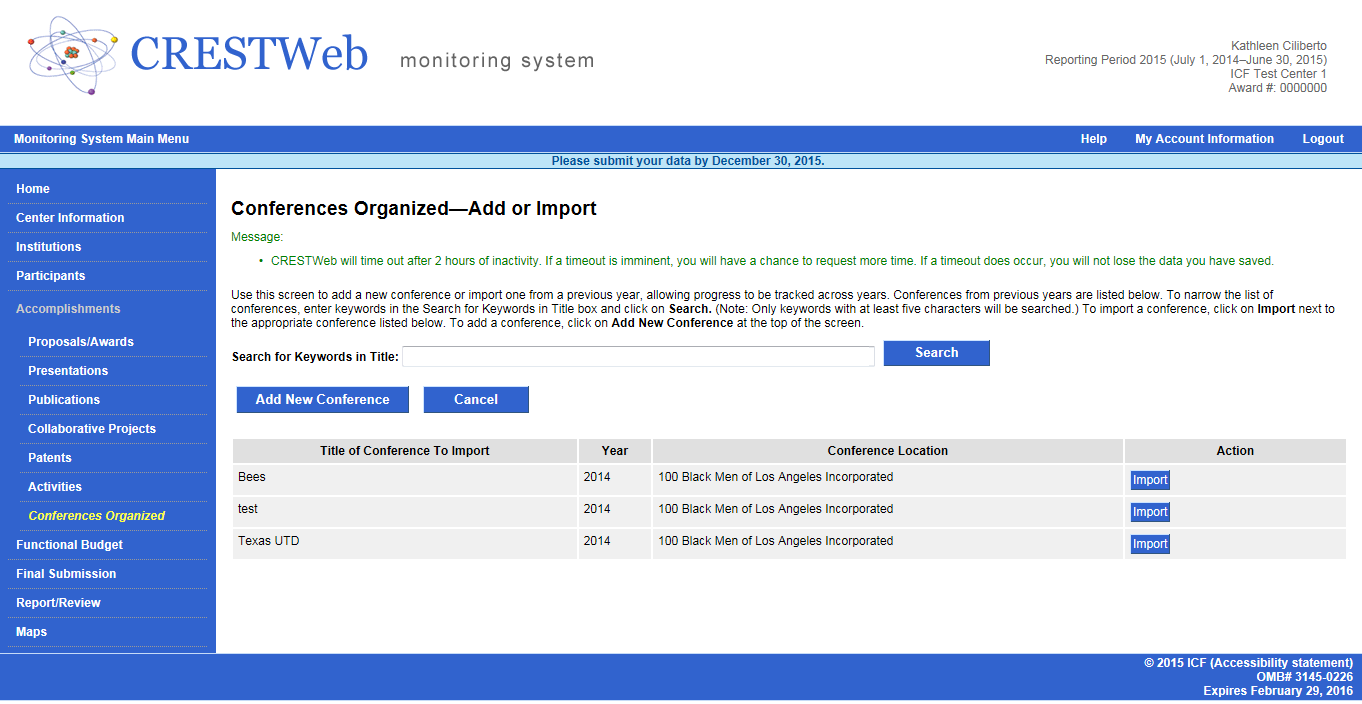 CRESTWeb monitoring system
Kathleen Ciliberto
Reporting Period 2015 (July 1, 2014–June 30, 2015)
ICF Test Center 1
Award #: 0000000
Monitoring System Main Menu Help My Account Information Logout
Please submit your data by December 30, 2015.
Home
Center Information
Institutions
Participants
Accomplishments
Proposals/Awards
Presentations
Publications
Collaborative Projects
Patents
Activities
Conferences Organized
Functional Budget
Final Submission
Report/Review
Maps
Conferences Organized—Add or Import
Message:
• CRESTWeb will time out after 2 hours of inactivity. If a timeout is imminent, you will have a chance to request more time. If a timeout does occur, you will not lose the data you have saved.
Use this screen to add a new conference or import one from a previous year, allowing progress to be tracked across years. Conferences from previous years are listed below. To narrow the list of
conferences, enter keywords in the Search for Keywords in Title box and click on Search. (Note: Only keywords with at least five characters will be searched.) To import a conference, click on Import next to
the appropriate conference listed below. To add a conference, click on Add New Conference at the top of the screen.
Search for Keywords in Title: Search
Add New Conference Cancel
Title of Conference To Import Year Conference Location Action
Bees 2014 100 Black Men of Los Angeles Incorporated Import
test 2014 100 Black Men of Los Angeles Incorporated Import
Texas UTD 2014 100 Black Men of Los Angeles Incorporated Import
© 2015 ICF (Accessibility statement)
OMB# 3145-0226
Expires February 29, 2016